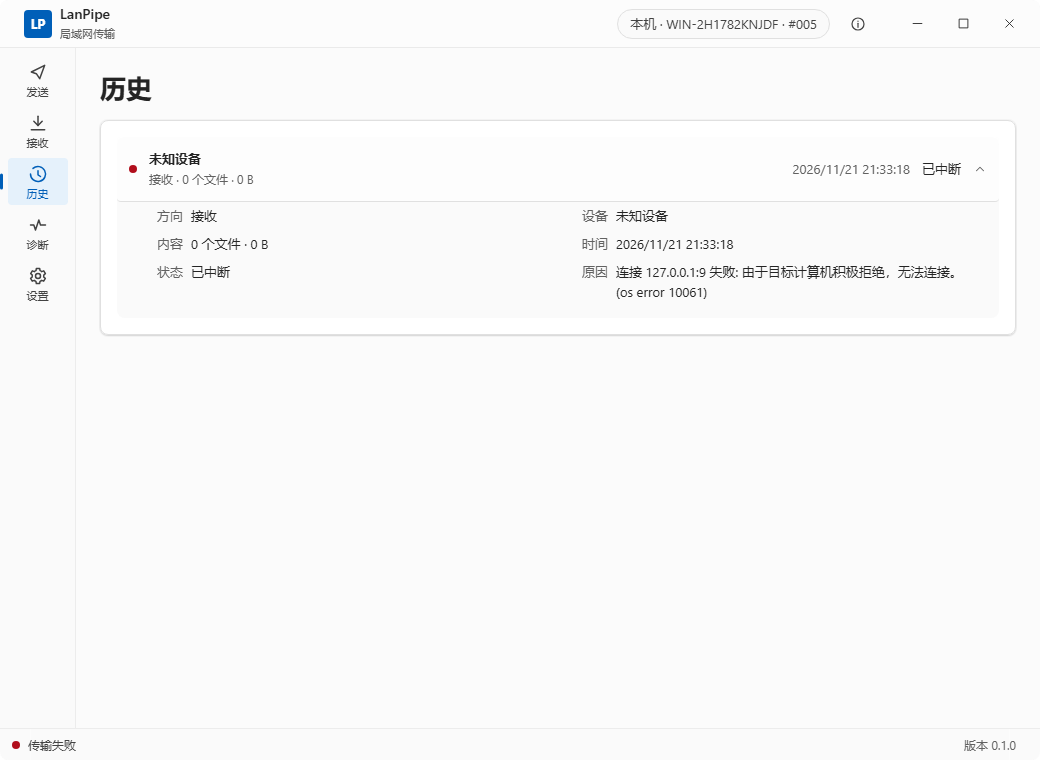 LP
LanPipe
局域网传输
本机 · WIN-2H1782KNJDF · #005
发送
接收
历史
诊断
设置
历史
未知设备
接收 · 0 个文件 · 0 B
2026/11/21 21:33:18 已中断
方向 接收
设备 未知设备
内容 0 个文件 · 0 B
时间 2026/11/21 21:33:18
状态 已中断
原因 连接 127.0.0.1:9 失败: 由于目标计算机积极拒绝，无法连接。
(os error 10061)
传输失败
版本 0.1.0